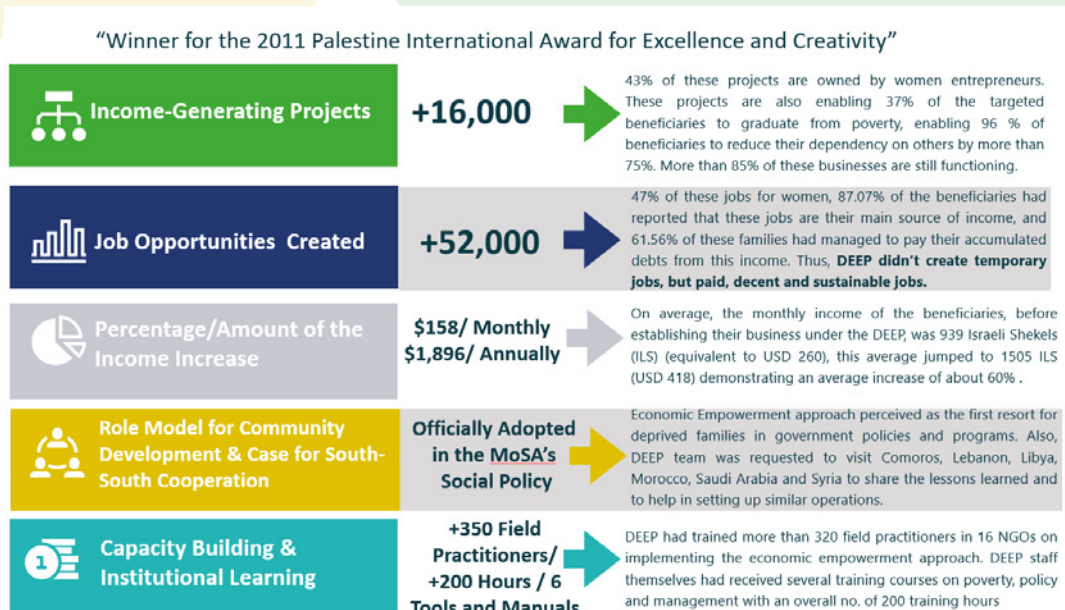 “Winner for the 2011 Palestine International Award for Excellence and Creativity”
Income-Generating Projects
+16,000
43% of these projects are owned by women entrepreneurs.
These projects are also enabling 37% of the targeted
beneficiaries to graduate from poverty, enabling 96 % of
beneficiaries to reduce their dependency on others by more than
75%. More than 85% of these businesses are still functioning.
Job Opportunities Created
+52,000
47% of these jobs for women, 87.07% of the beneficiaries had
reported that these jobs are their main source of income, and
61.56% of these families had managed to pay their accumulated
debts from this income. Thus, DEEP didn’t create temporary
jobs, but paid, decent and sustainable jobs.
Percentage/Amount of the
Income Increase
$158/ Monthly
$1,896/ Annually
On average, the monthly income of the beneficiaries, before
establishing their business under the DEEP, was 939 Israeli Shekels
(ILS) (equivalent to USD 260), this average jumped to 1505 ILS
(USD 418) demonstrating an average increase of about 60% .
Role Model for Community
Development & Case for South-
South Cooperation
Officially Adopted
in the MoSA’s
Social Policy
Economic Empowerment approach perceived as the first resort for
deprived families in government policies and programs. Also,
DEEP team was requested to visit Comoros, Lebanon, Libya,
Morocco, Saudi Arabia and Syria to share the lessons learned and
to help in setting up similar operations.
1
Capacity Building &
Institutional Learning
+350 Field
Practitioners/
+200 Hours / 6
Tools and Manuals
DEEP had trained more than 320 field practitioners in 16 NGOs on
implementing the economic empowerment approach. DEEP staff
themselves had received several training courses on poverty, policy
and management with an overall no. of 200 training hours